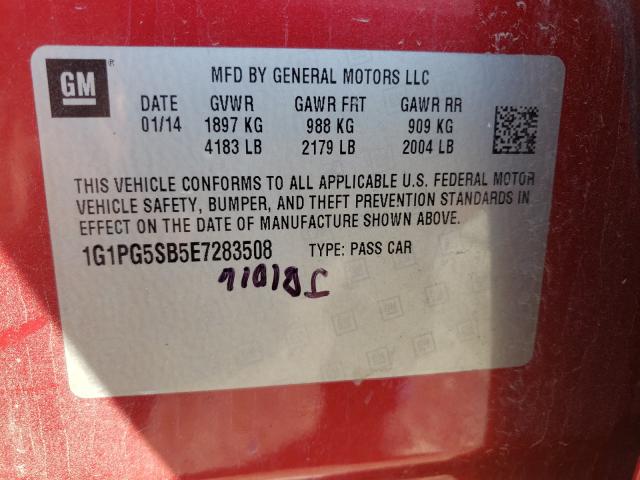 GM ®
MFD BY GENERAL MOTORS LLC
DATE GVWR GAWR FRT GAWR RR
01/14 1897 KG 988 KG 909 KG
4183 LB 2179 LB 2004 LB
THIS VEHICLE CONFORMS TO ALL APPLICABLE U.S. FEDERAL MOTOR
VEHICLE SAFETY, BUMPER, AND THEFT PREVENTION STANDARDS IN
EFFECT ON THE DATE OF MANUFACTURE SHOWN ABOVE.
1G1PG5SB5E7283508 TYPE: PASS CAR